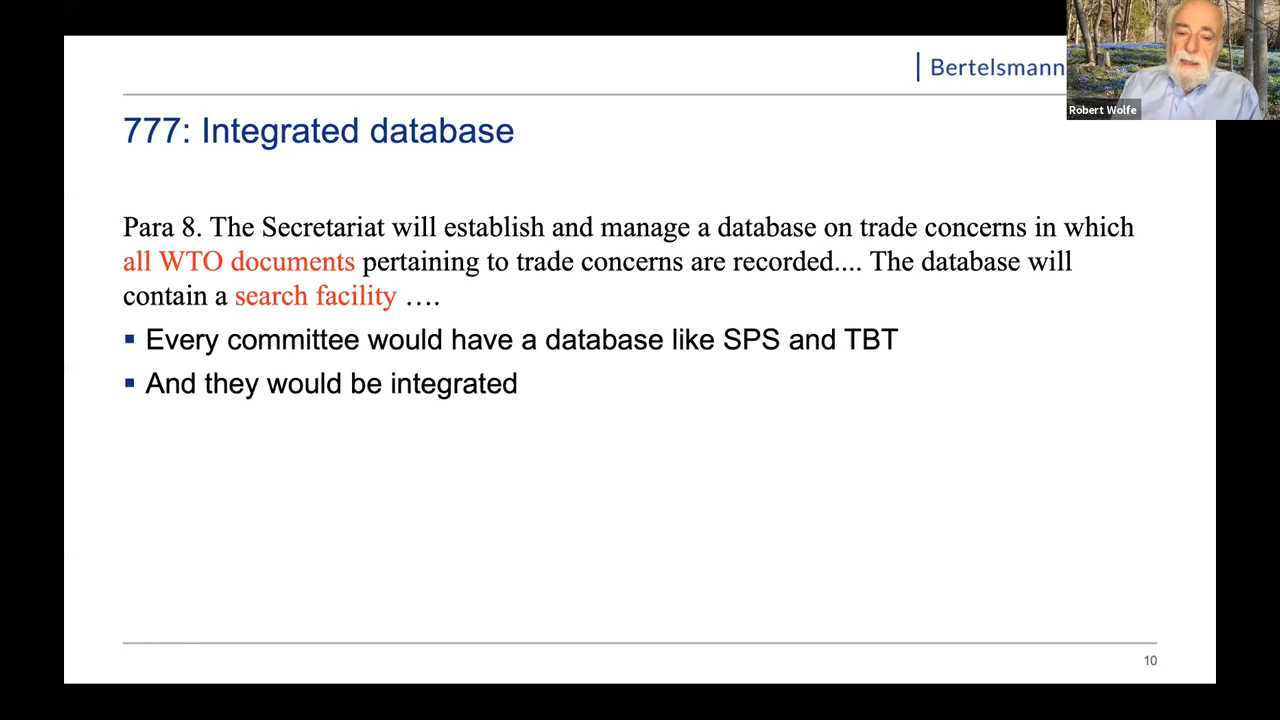 | Bertelsmann
Robert Wolfe
777: Integrated database
Para 8. The Secretariat will establish and manage a database on trade concerns in which
all WTO documents pertaining to trade concerns are recorded.... The database will
contain a search facility ….
▪ Every committee would have a database like SPS and TBT
▪ And they would be integrated
10